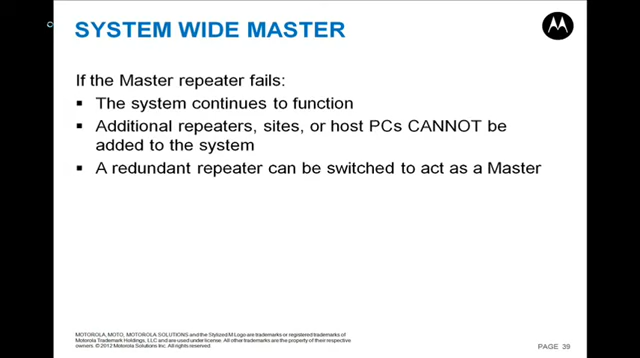 SYSTEM WIDE MASTER
If the Master repeater fails:
▪ The system continues to function
▪ Additional repeaters, sites, or host PCs CANNOT be
added to the system
▪ A redundant repeater can be switched to act as a Master
MOTOROLA, MOTO, MOTOROLA SOLUTIONS and the Stylized M Logo are trademarks or registered trademarks of
Motorola Trademark Holdings, LLC and are used under license. All other trademarks are the property of their respective
owners. © 2012 Motorola Solutions Inc. All rights reserved.
PAGE 39